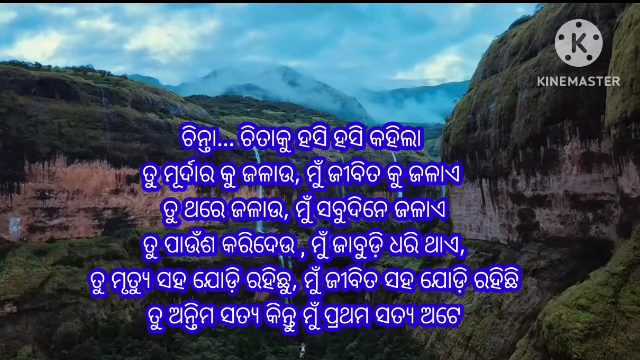 KINEMASTER
ଚିନ୍ତା... ଚିତାକୁ ହସି ହସି କହିଲା
ତୁ ମୂର୍ଦାର କୁ ଜଳାଉ, ମୁଁ ଜୀବିତ କୁ ଜଳାଏ
ତୁ ଥରେ ଜଳାଉ, ମୁଁ ସବୁଦିନେ ଜଳାଏ
ତୁ ପାଉଁଶ କରିଦେଉ , ମୁଁ ଜାବୁଡ଼ି ଧରି ଥାଏ,
ତୁ ମୃତ୍ୟୁ ସହ ଯୋଡ଼ି ରହିଛୁ, ମୁଁ ଜୀବିତ ସହ ଯୋଡ଼ି ରହିଛି
ତୁ ଅନ୍ତିମ ସତ୍ୟ କିନ୍ତୁ ମୁଁ ପ୍ରଥମ ସତ୍ୟ ଅଟେ